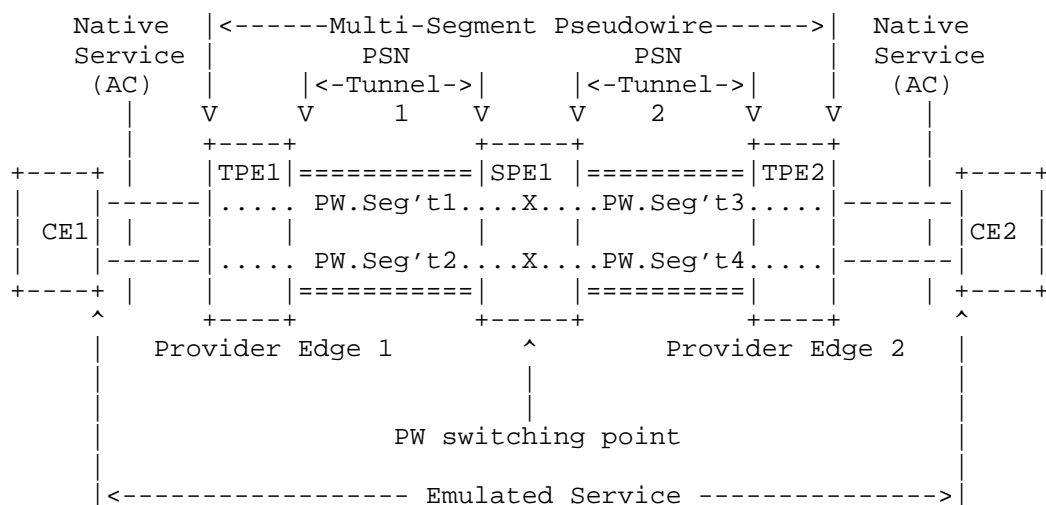 Native |<------Multi-Segment Pseudowire------>| Native
Service | PSN PSN | Service
(AC) | |<-Tunnel->| |<-Tunnel->| | (AC)
| V V 1 V V 2 V V |
| +----+ +-----+ +----+ |
+----+ | |TPE1|===========|SPE1 |==========|TPE2| | +----+
| |------|..... PW.Seg't1....X....PW.Seg't3.....|-------| |
| CE1| | | | | | | | | |CE2 |
| |------|..... PW.Seg't2....X....PW.Seg't4.....|-------| |
+----+ | | |===========| |==========| | | +----+
^ +----+ +-----+ +----+ ^
| Provider Edge 1 ^ Provider Edge 2 |
| | |
| | |
| PW switching point |
| |
|<------------------ Emulated Service --------------->|